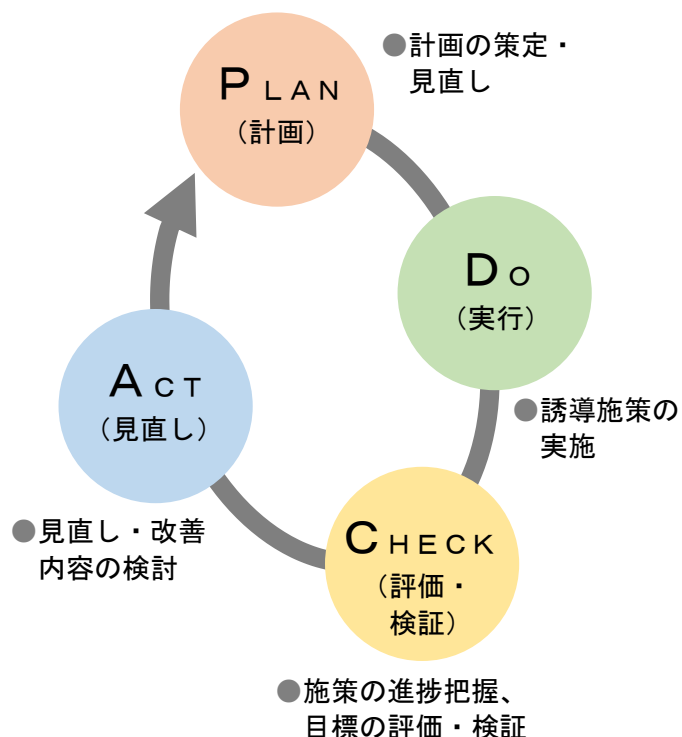 ＰＬＡＮ
（計画）
●計画の策定・
見直し
Ｄｏ
（実行）
●誘導施策の
実施
ＣＨＥＣＫ
（評価・
検証）
●施策の進捗把握、
目標の評価・検証
ＡＣＴ
（見直し）
●見直し・改善
内容の検討